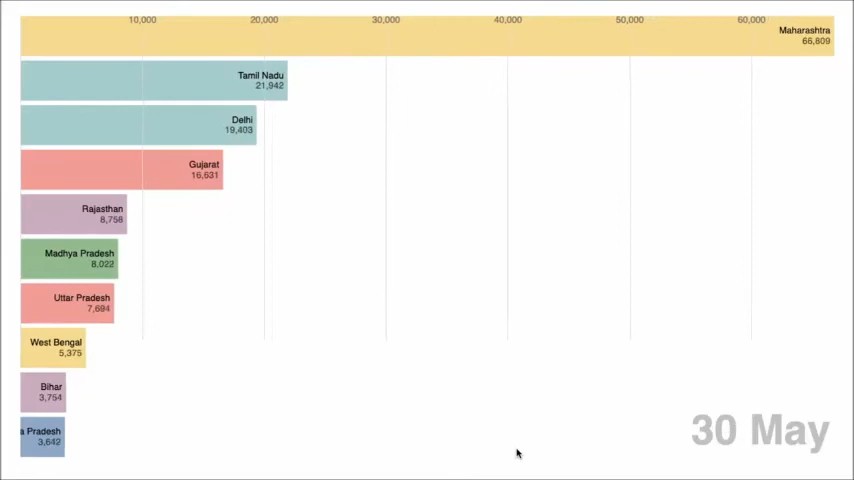 10,000 20,000 30,000 40,000 50,000 60,000
Maharashtra
66,809
Tamil Nadu
21,942
Delhi
19,403
Gujarat
16,631
Rajasthan
8,758
Madhya Pradesh
8,022
Uttar Pradesh
7,694
West Bengal
5,375
Bihar
3,754
a Pradesh
3,642
30 May